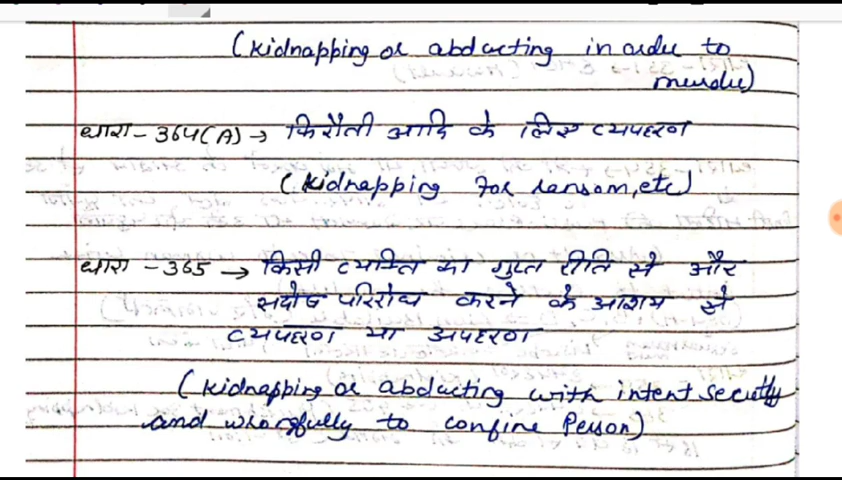 (kidnapping or abducting in order to
murder)
धारा - 364(A) → फिरौती आदि के लिए व्यपहरण
(kidnapping for ransom, etc)
धारा - 365 → किसी व्यक्ति का गुप्त रीति से और
सदोष परिरोध करने के आशय से
व्यपहरण या अपहरण
(kidnapping or abducting with intent secretly
and wrongfully to confine Person)